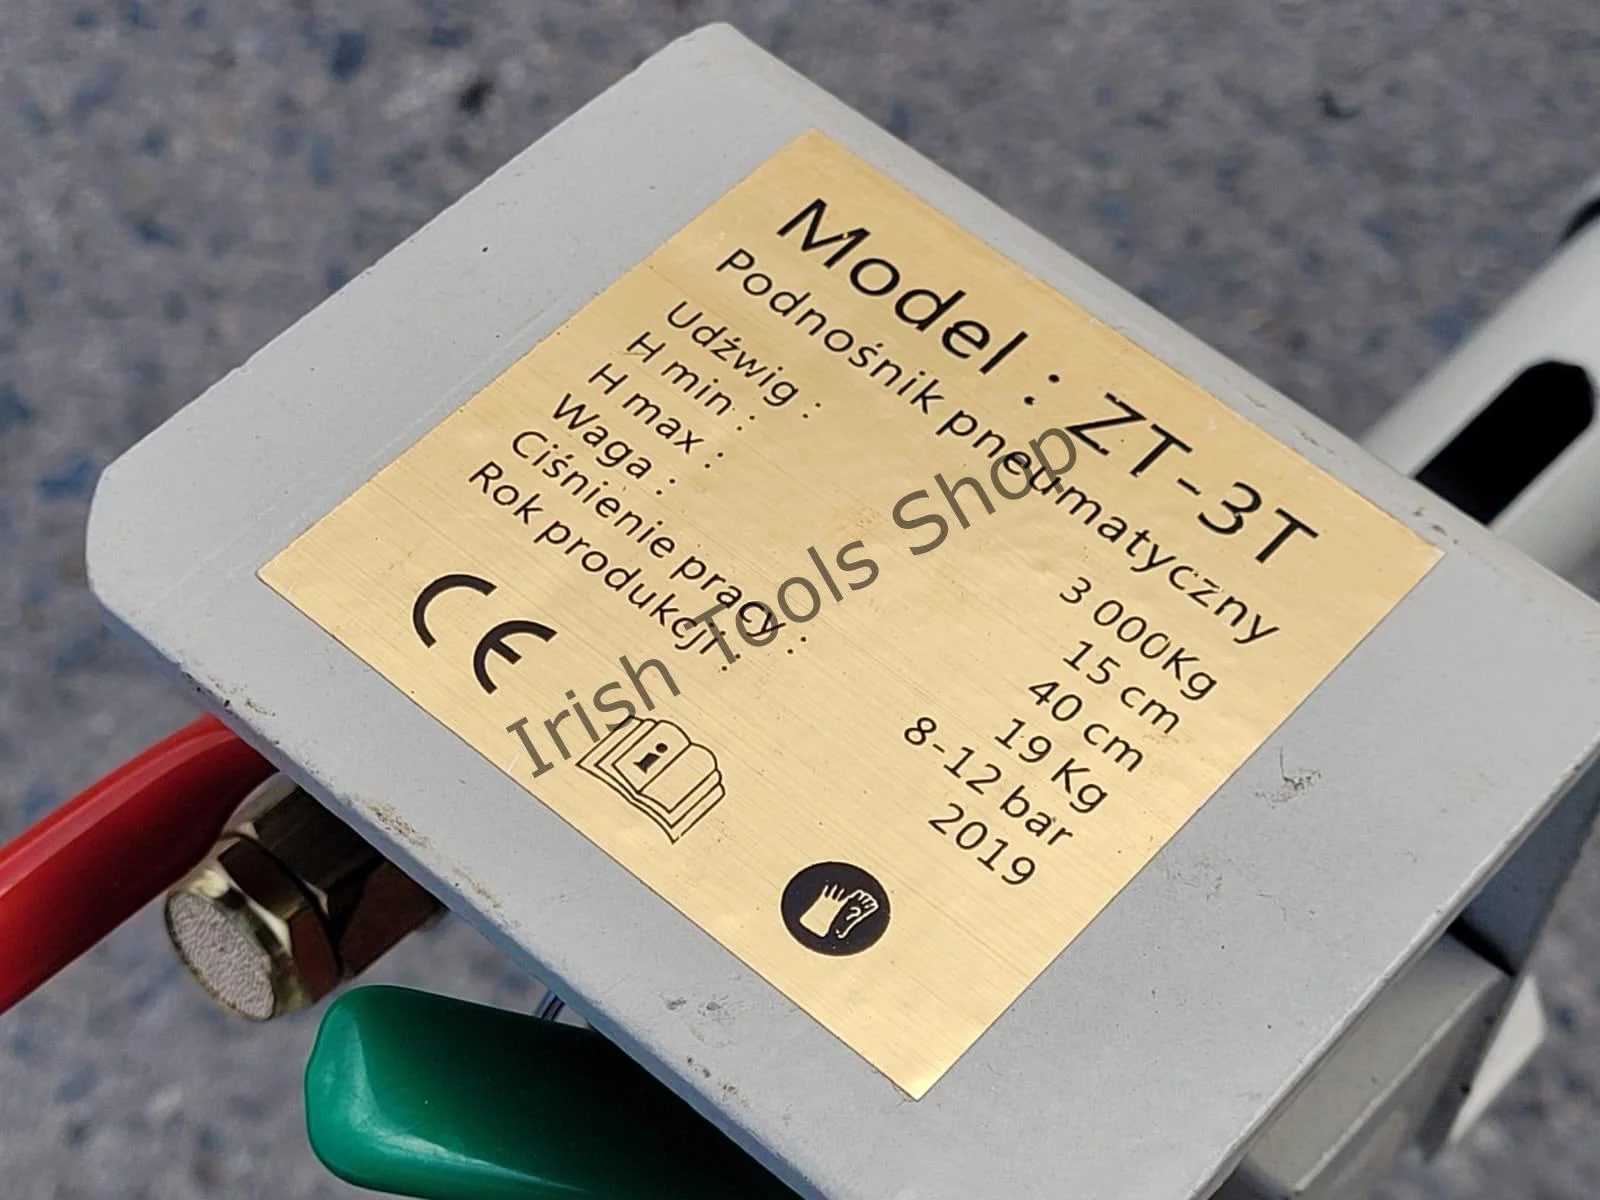 Model : ZT-3T
Podnośnik pneumatyczny
Udźwig : 3 000Kg
H min : 15 cm
H max : 40 cm
Waga : 19 Kg
Ciśnienie pracy : 8-12 bar
Rok produkcji : 2019
CE
i
Irish Tools Shop